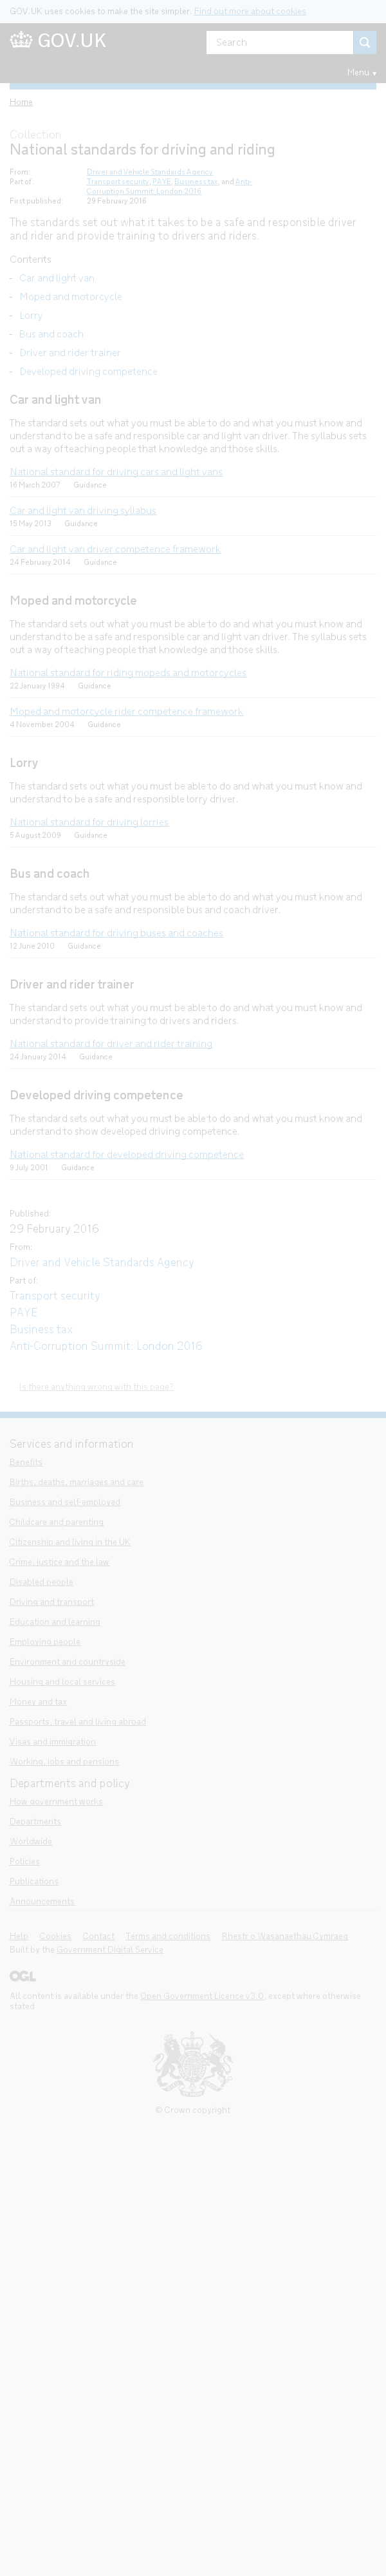 GOV.UK uses cookies to make the site simpler. Find out more about cookies
GOV.UK
Search
Menu
Home
Collection
National standards for driving and riding
From: Driver and Vehicle Standards Agency
Part of: Transport security, PAYE, Business tax, and Anti-
Corruption Summit: London 2016
First published: 29 February 2016
The standards set out what it takes to be a safe and responsible driver
and rider and provide training to drivers and riders.
Contents
- Car and light van
- Moped and motorcycle
- Lorry
- Bus and coach
- Driver and rider trainer
- Developed driving competence
Car and light van
The standard sets out what you must be able to do and what you must know and
understand to be a safe and responsible car and light van driver. The syllabus sets
out a way of teaching people that knowledge and those skills.
National standard for driving cars and light vans
16 March 2007 Guidance
Car and light van driving syllabus
15 May 2013 Guidance
Car and light van driver competence framework
24 February 2014 Guidance
Moped and motorcycle
The standard sets out what you must be able to do and what you must know and
understand to be a safe and responsible car and light van driver. The syllabus sets
out a way of teaching people that knowledge and those skills.
National standard for riding mopeds and motorcycles
22 January 1994 Guidance
Moped and motorcycle rider competence framework
4 November 2004 Guidance
Lorry
The standard sets out what you must be able to do and what you must know and
understand to be a safe and responsible lorry driver.
National standard for driving lorries
5 August 2009 Guidance
Bus and coach
The standard sets out what you must be able to do and what you must know and
understand to be a safe and responsible bus and coach driver.
National standard for driving buses and coaches
12 June 2010 Guidance
Driver and rider trainer
The standard sets out what you must be able to do and what you must know and
understand to provide training to drivers and riders.
National standard for driver and rider training
24 January 2014 Guidance
Developed driving competence
The standard sets out what you must be able to do and what you must know and
understand to show developed driving competence.
National standard for developed driving competence
9 July 2001 Guidance
Published:
29 February 2016
From:
Driver and Vehicle Standards Agency
Part of:
Transport security
PAYE
Business tax
Anti-Corruption Summit: London 2016
Is there anything wrong with this page?
Services and information
Benefits
Births, deaths, marriages and care
Business and self-employed
Childcare and parenting
Citizenship and living in the UK
Crime, justice and the law
Disabled people
Driving and transport
Education and learning
Employing people
Environment and countryside
Housing and local services
Money and tax
Passports, travel and living abroad
Visas and immigration
Working, jobs and pensions
Departments and policy
How government works
Departments
Worldwide
Policies
Publications
Announcements
Help Cookies Contact Terms and conditions Rhestr o Wasanaethau Cymraeg
Built by the Government Digital Service
OGL
All content is available under the Open Government Licence v3.0, except where otherwise
stated
© Crown copyright